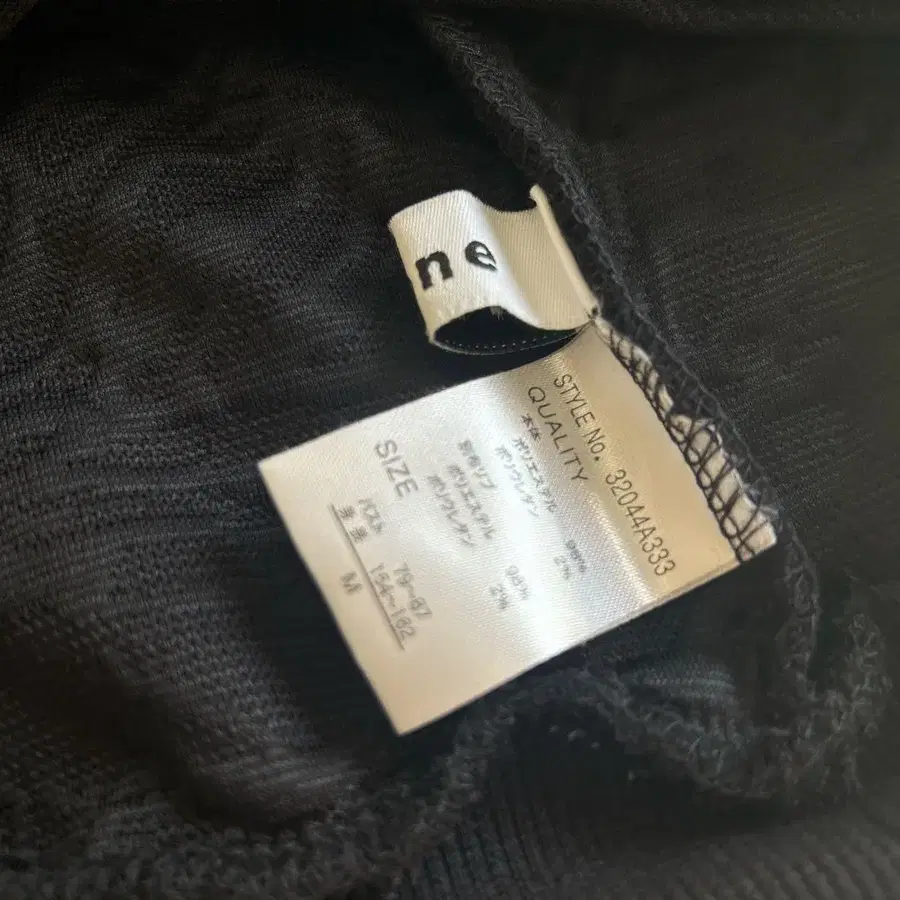 ne
STYLE No. 32044A333
QUALITY
本体
ポリエステル 98%
ポリウレタン 2%
別布リブ
ポリエステル 98%
ポリウレタン 2%
SIZE
バスト 79~87
身長 154~162
M